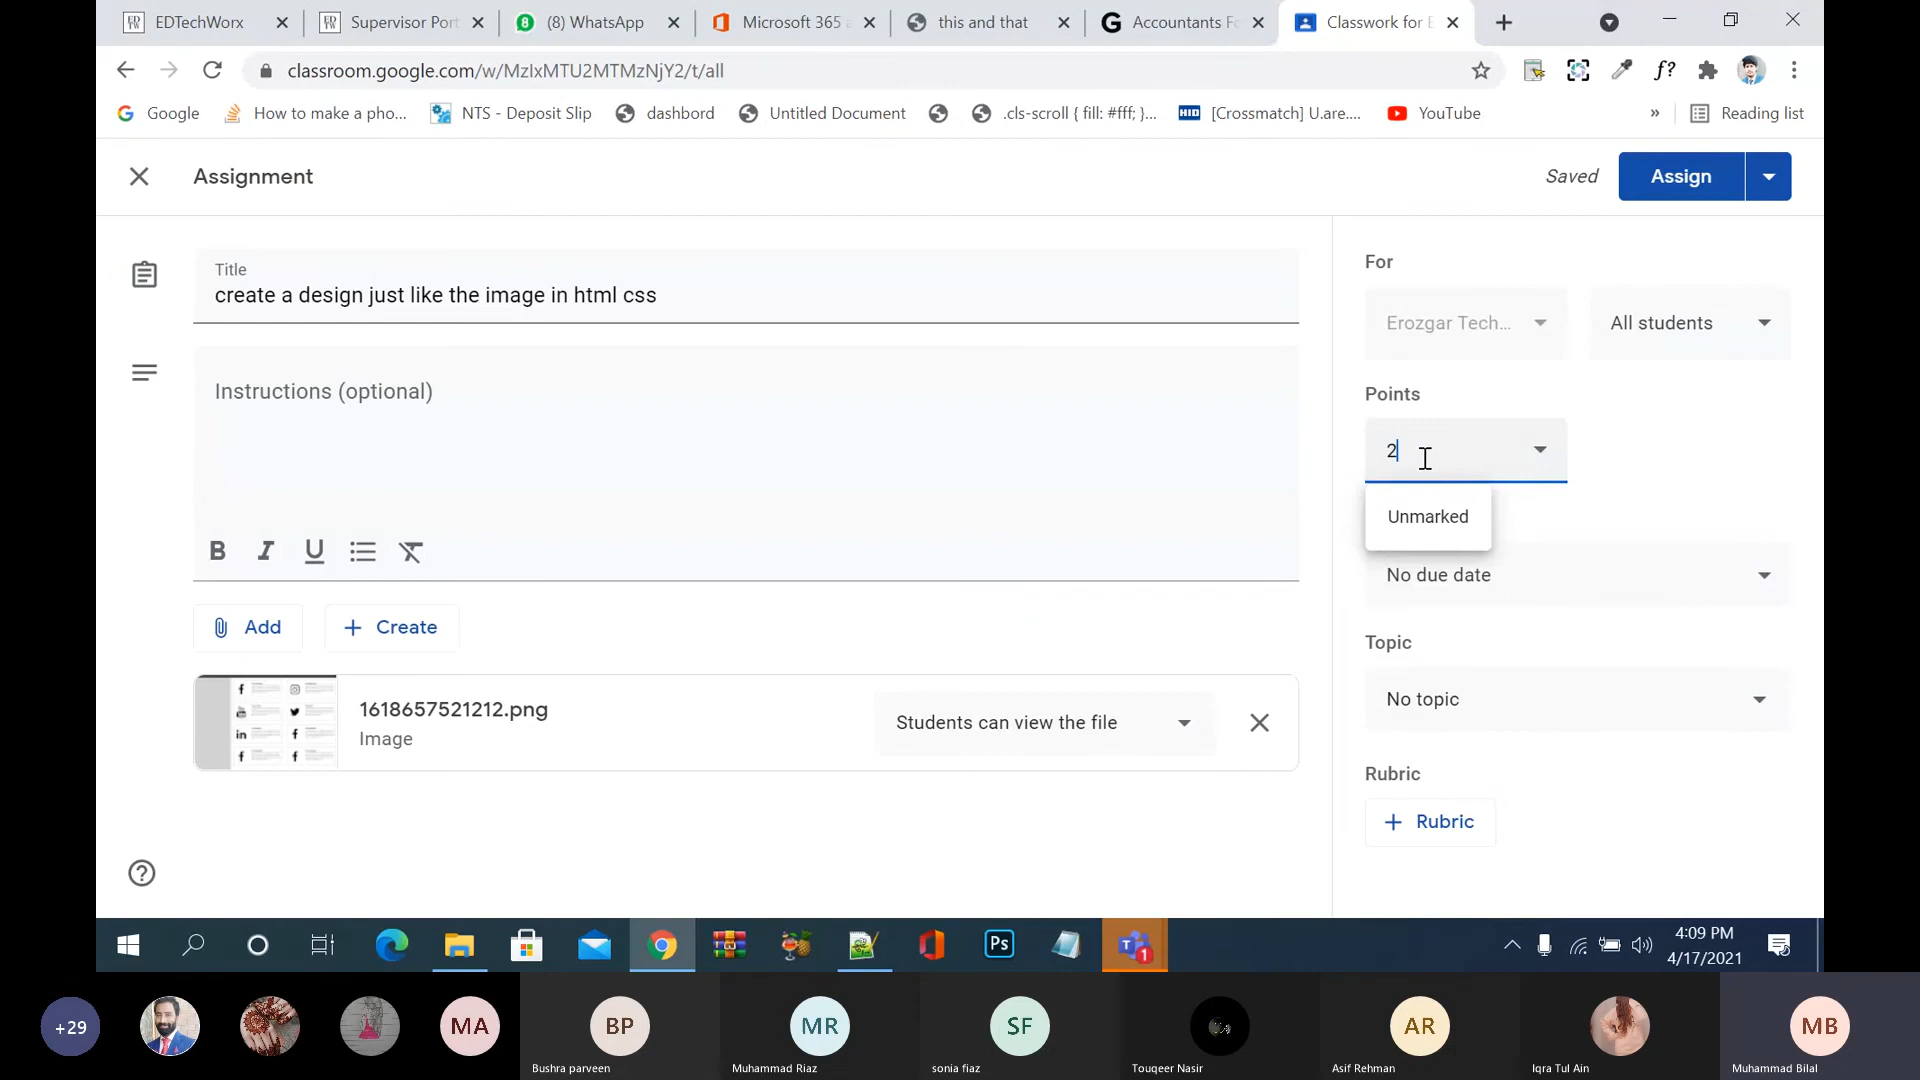 EDTechWorx
Supervisor Port
8
(8) WhatsApp
Microsoft 365 a
this and that
Accountants Fo
Classwork for E
classroom.google.com/w/MzIxMTU2MTMzNjY2/t/all
f?
Google
How to make a pho...
NTS - Deposit Slip
dashbord
Untitled Document
.cls-scroll { fill: #fff; }...
HID
[Crossmatch] U.are....
YouTube
»
Reading list
Assignment
Saved
Assign
Title
create a design just like the image in html css
For
Erozgar Tech...
All students
Instructions (optional)
Points
2
Unmarked
No due date
B I U
Add
Create
Topic
No topic
1618657521212.png
Image
Students can view the file
Rubric
Rubric
Ps
1
4:09 PM
4/17/2021
+29
MA
BP
Bushra parveen
MR
Muhammad Riaz
SF
sonia fiaz
Touqeer Nasir
AR
Asif Rehman
Iqra Tul Ain
MB
Muhammad Bilal